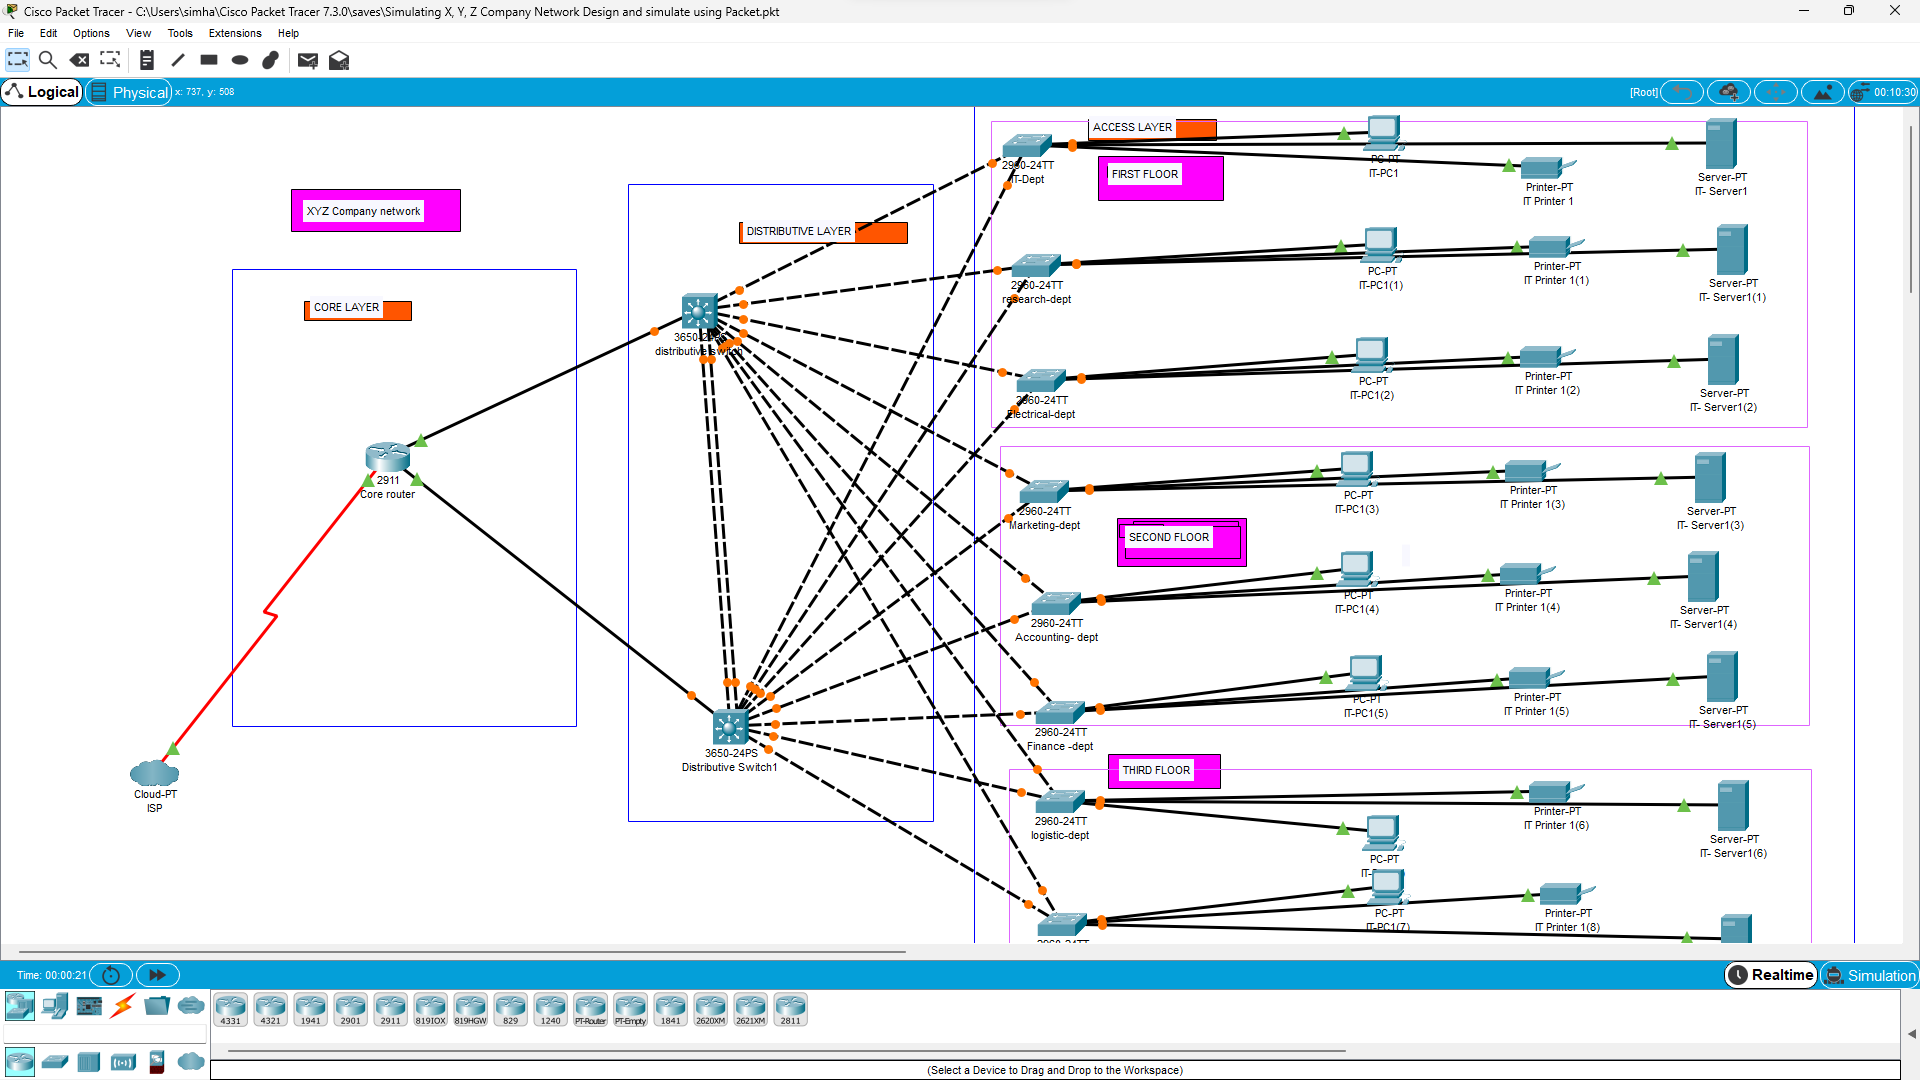 Cisco Packet Tracer - C:\Users\simha\Cisco Packet Tracer 7.3.0\saves\Simulating X, Y, Z Company Network Design and simulate using Packet.pkt
File Edit Options View Tools Extensions Help
Logical Physical x: 737, y: 508 [Root] 00:10:30
XYZ Company network
CORE LAYER
2911
Core router
Cloud-PT
ISP
DISTRIBUTIVE LAYER
3650-24PS
distributive switch
3650-24PS
Distributive Switch1
ACCESS LAYER
FIRST FLOOR
2960-24TT
IT-Dept
PC-PT
IT-PC1
Printer-PT
IT Printer 1
Server-PT
IT- Server1
2960-24TT
research-dept
PC-PT
IT-PC1(1)
Printer-PT
IT Printer 1(1)
Server-PT
IT- Server1(1)
2960-24TT
Electrical-dept
PC-PT
IT-PC1(2)
Printer-PT
IT Printer 1(2)
Server-PT
IT- Server1(2)
2960-24TT
Marketing-dept
PC-PT
IT-PC1(3)
Printer-PT
IT Printer 1(3)
Server-PT
IT- Server1(3)
SECOND FLOOR
2960-24TT
Accounting- dept
PC-PT
IT-PC1(4)
Printer-PT
IT Printer 1(4)
Server-PT
IT- Server1(4)
2960-24TT
Finance -dept
PC-PT
IT-PC1(5)
Printer-PT
IT Printer 1(5)
Server-PT
IT- Server1(5)
THIRD FLOOR
2960-24TT
logistic-dept
Printer-PT
IT Printer 1(6)
Server-PT
IT- Server1(6)
PC-PT
PC-PT
IT-PC1(7)
Printer-PT
IT Printer 1(8)
2960-24TT
Time: 00:00:21 Realtime Simulation
4331 4321 1941 2901 2911 819IOX 819HGW 829 1240 PT-Router PT-Empty 1841 2620XM 2621XM 2811
(Select a Device to Drag and Drop to the Workspace)